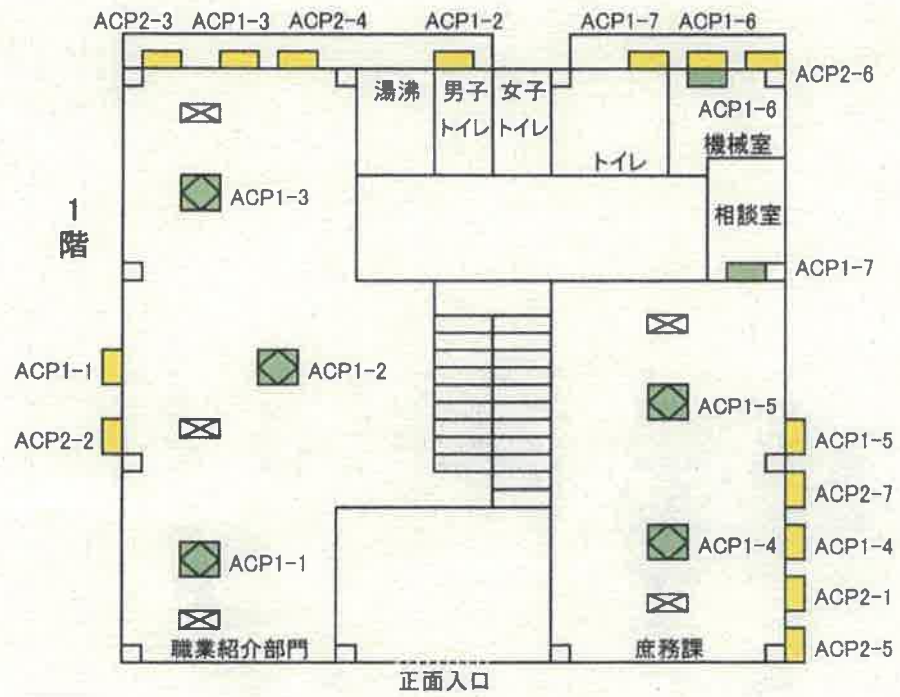 ACP2-3 ACP1-3 ACP2-4 ACP1-2 ACP1-7 ACP1-6
ACP2-6
湯沸 男子 女子
トイレ トイレ
トイレ
ACP1-6
機械室
ACP1-3
相談室
1
階
ACP1-7
ACP1-1
ACP1-2
ACP2-2
ACP1-5
ACP1-5
ACP2-7
ACP1-1
ACP1-4
ACP1-4
ACP2-1
職業紹介部門
庶務課
ACP2-5
正面入口